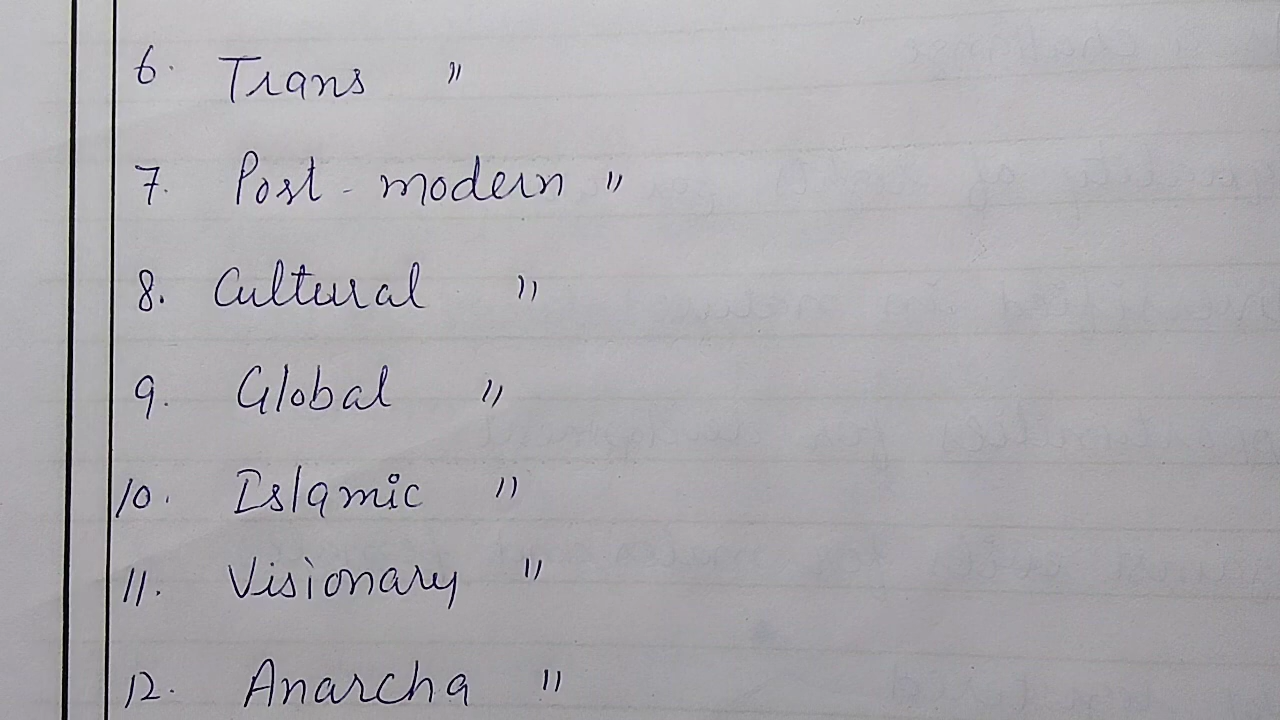 6. Trans "
7. Post - modern "
8. Cultural "
9. Global "
10. Islamic "
11. Visionary "
12. Anarcha "